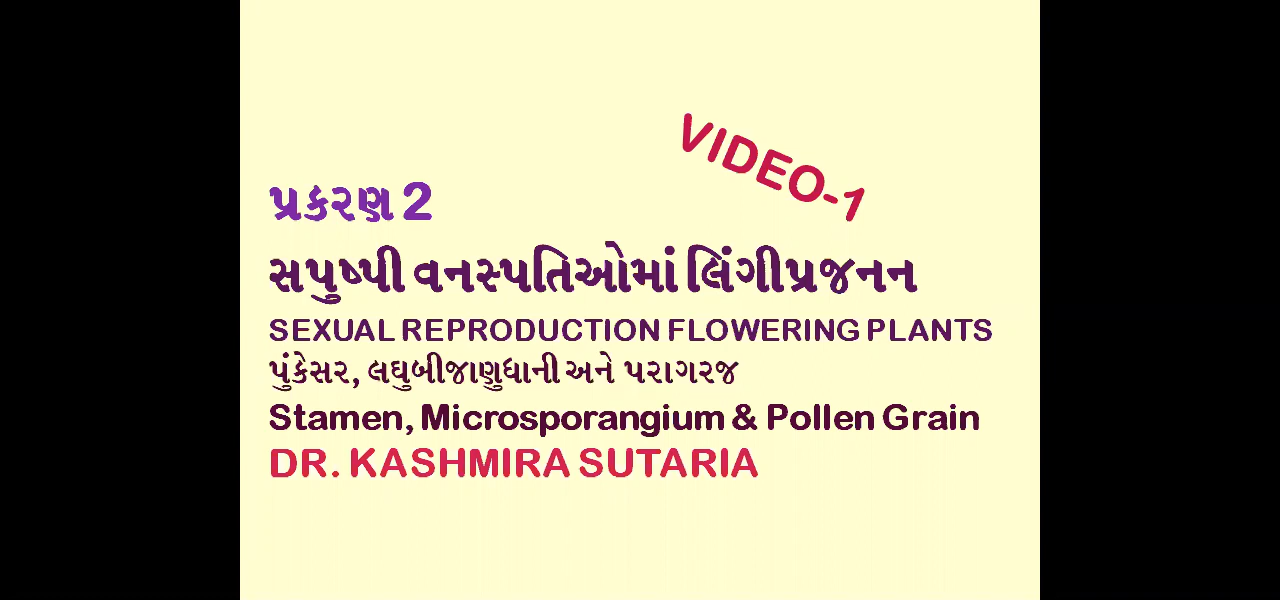 VIDEO-1
પ્રકરણ 2
સપુષ્પી વનસ્પતિઓમાં લિંગીપ્રજનન
SEXUAL REPRODUCTION FLOWERING PLANTS
પુંકેસર, લઘુબીજાણુધાની અને પરાગરજ
Stamen, Microsporangium & Pollen Grain
DR. KASHMIRA SUTARIA